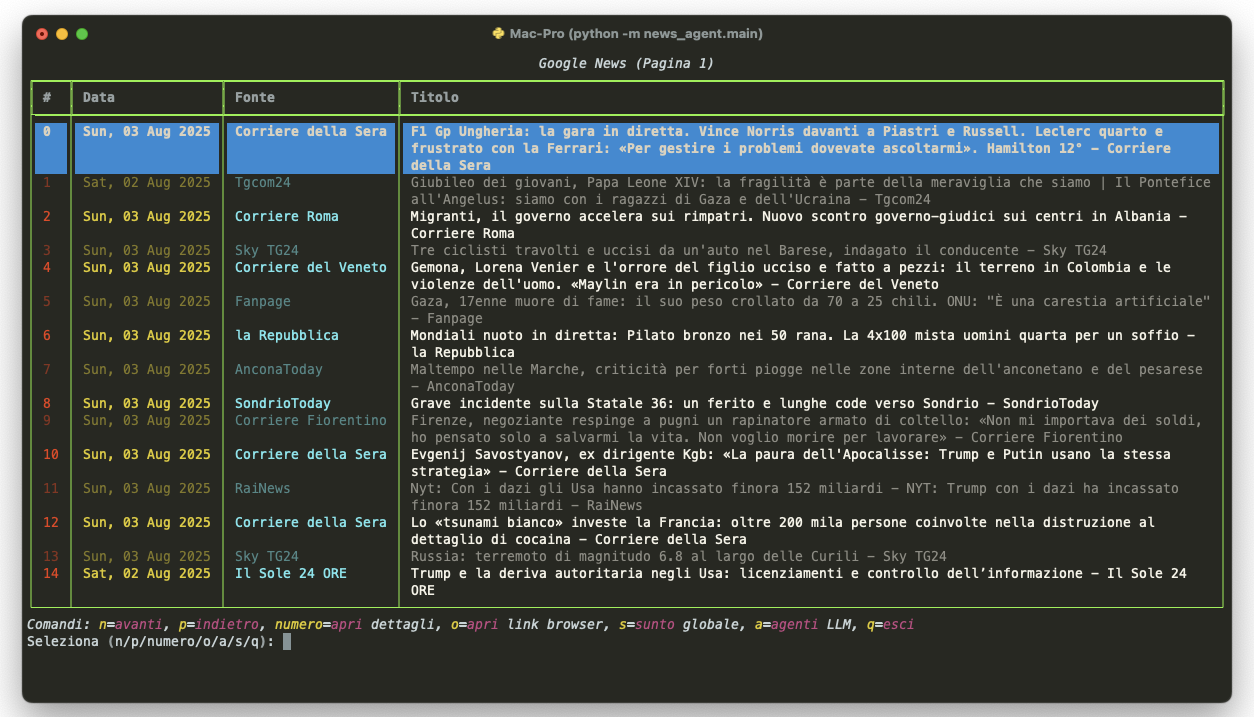 Mac-Pro (python -m news_agent.main)
Google News (Pagina 1)
# Data Fonte Titolo
0 Sun, 03 Aug 2025 Corriere della Sera F1 Gp Ungheria: la gara in diretta. Vince Norris davanti a Piastri e Russell. Leclerc quarto e
frustrato con la Ferrari: «Per gestire i problemi dovevate ascoltarmi». Hamilton 12° - Corriere
della Sera
1 Sat, 02 Aug 2025 Tgcom24 Giubileo dei giovani, Papa Leone XIV: la fragilità è parte della meraviglia che siamo | Il Pontefice
all'Angelus: siamo con i ragazzi di Gaza e dell'Ucraina - Tgcom24
2 Sun, 03 Aug 2025 Corriere Roma Migranti, il governo accelera sui rimpatri. Nuovo scontro governo-giudici sui centri in Albania -
Corriere Roma
3 Sun, 03 Aug 2025 Sky TG24 Tre ciclisti travolti e uccisi da un'auto nel Barese, indagato il conducente - Sky TG24
4 Sun, 03 Aug 2025 Corriere del Veneto Gemona, Lorena Venier e l'orrore del figlio ucciso e fatto a pezzi: il terreno in Colombia e le
violenze dell'uomo. «Maylin era in pericolo» - Corriere del Veneto
5 Sun, 03 Aug 2025 Fanpage Gaza, 17enne muore di fame: il suo peso crollato da 70 a 25 chili. ONU: "È una carestia artificiale"
- Fanpage
6 Sun, 03 Aug 2025 la Repubblica Mondiali nuoto in diretta: Pilato bronzo nei 50 rana. La 4x100 mista uomini quarta per un soffio -
la Repubblica
7 Sun, 03 Aug 2025 AnconaToday Maltempo nelle Marche, criticità per forti piogge nelle zone interne dell'anconetano e del pesarese
- AnconaToday
8 Sun, 03 Aug 2025 SondrioToday Grave incidente sulla Statale 36: un ferito e lunghe code verso Sondrio - SondrioToday
9 Sun, 03 Aug 2025 Corriere Fiorentino Firenze, negoziante respinge a pugni un rapinatore armato di coltello: «Non mi importava dei soldi,
ho pensato solo a salvarmi la vita. Non voglio morire per lavorare» - Corriere Fiorentino
10 Sun, 03 Aug 2025 Corriere della Sera Evgenij Savostyanov, ex dirigente Kgb: «La paura dell'Apocalisse: Trump e Putin usano la stessa
strategia» - Corriere della Sera
11 Sun, 03 Aug 2025 RaiNews Nyt: Con i dazi gli Usa hanno incassato finora 152 miliardi - NYT: Trump con i dazi ha incassato
finora 152 miliardi - RaiNews
12 Sun, 03 Aug 2025 Corriere della Sera Lo «tsunami bianco» investe la Francia: oltre 200 mila persone coinvolte nella distruzione al
dettaglio di cocaina - Corriere della Sera
13 Sun, 03 Aug 2025 Sky TG24 Russia: terremoto di magnitudo 6.8 al largo delle Curili - Sky TG24
14 Sat, 02 Aug 2025 Il Sole 24 ORE Trump e la deriva autoritaria negli Usa: licenziamenti e controllo dell’informazione - Il Sole 24
ORE
Comandi: n=avanti, p=indietro, numero=apri dettagli, o=apri link browser, s=sunto globale, a=agenti LLM, q=esci
Seleziona (n/p/numero/o/a/s/q):